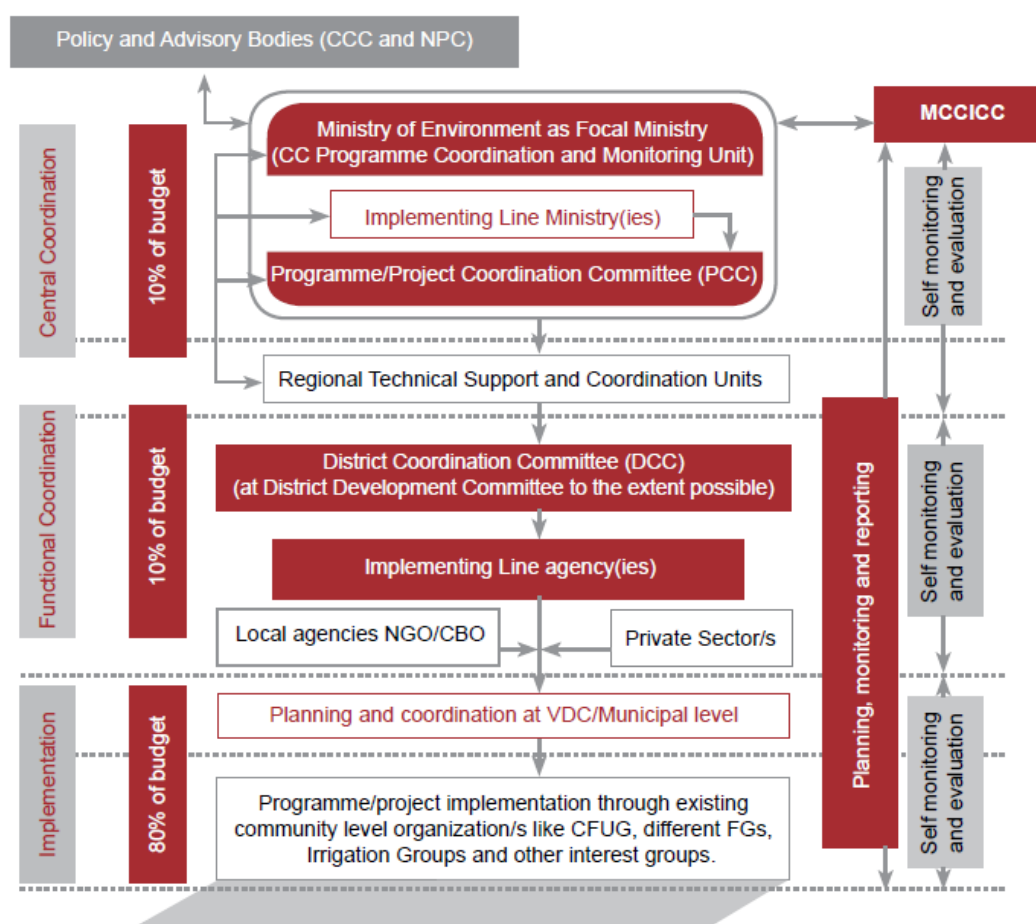 Policy and Advisory Bodies (CCC and NPC)
MCCICC
Central Coordination
10% of budget
Ministry of Environment as Focal Ministry
(CC Programme Coordination and Monitoring Unit)
Implementing Line Ministry(ies)
Programme/Project Coordination Committee (PCC)
Self monitoring
and evaluation
Regional Technical Support and Coordination Units
Functional Coordination
10% of budget
District Coordination Committee (DCC)
(at District Development Committee to the extent possible)
Implementing Line agency(ies)
Local agencies NGO/CBO
Private Sector/s
Planning, monitoring and reporting
Self monitoring
and evaluation
Implementation
80% of budget
Planning and coordination at VDC/Municipal level
Programme/project implementation through existing
community level organization/s like CFUG, different FGs,
Irrigation Groups and other interest groups.
Self monitoring
and evaluation